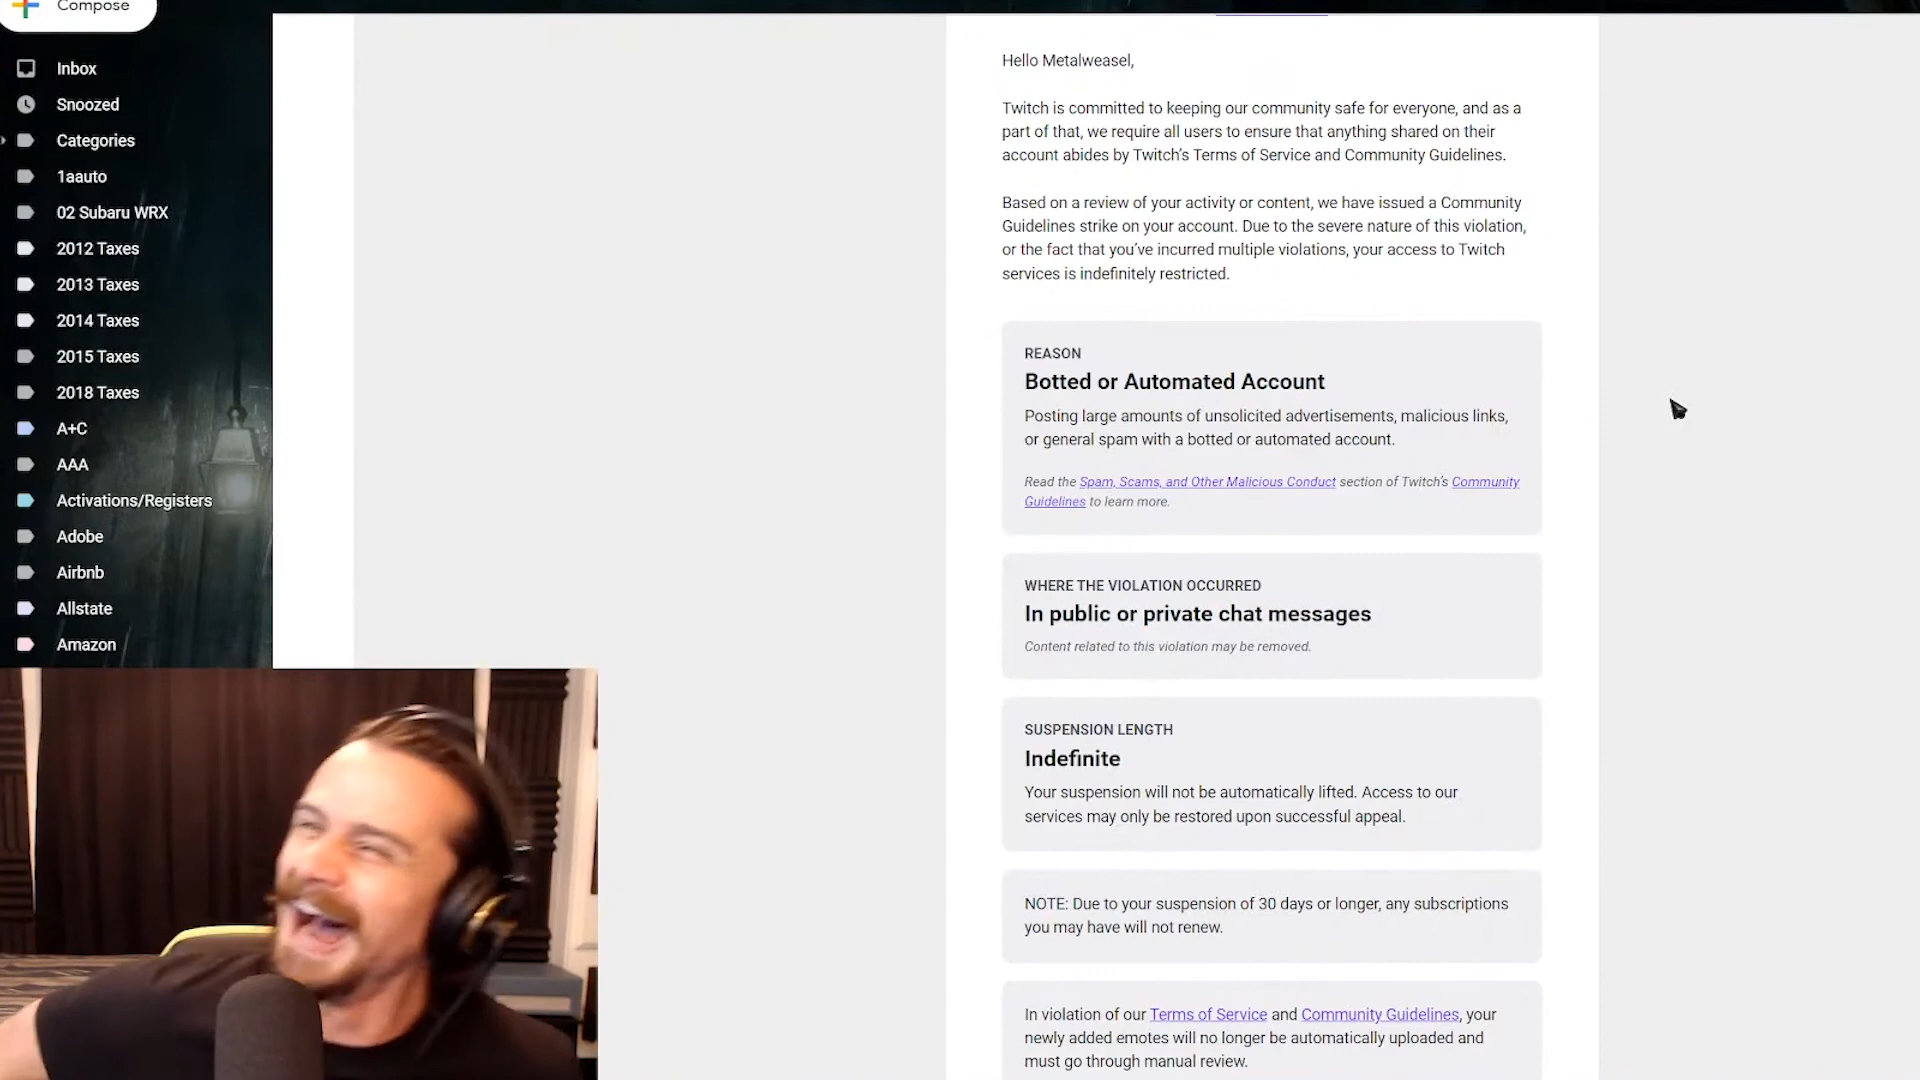 Compose
Inbox
Snoozed
Categories
1aauto
02 Subaru WRX
2012 Taxes
2013 Taxes
2014 Taxes
2015 Taxes
2018 Taxes
A+C
AAA
Activations/Registers
Adobe
Airbnb
Allstate
Amazon
Hello Metalweasel,
Twitch is committed to keeping our community safe for everyone, and as a
part of that, we require all users to ensure that anything shared on their
account abides by Twitch’s Terms of Service and Community Guidelines.
Based on a review of your activity or content, we have issued a Community
Guidelines strike on your account. Due to the severe nature of this violation,
or the fact that you’ve incurred multiple violations, your access to Twitch
services is indefinitely restricted.
REASON
Botted or Automated Account
Posting large amounts of unsolicited advertisements, malicious links,
or general spam with a botted or automated account.
Read the Spam, Scams, and Other Malicious Conduct section of Twitch’s Community
Guidelines to learn more.
WHERE THE VIOLATION OCCURRED
In public or private chat messages
Content related to this violation may be removed.
SUSPENSION LENGTH
Indefinite
Your suspension will not be automatically lifted. Access to our
services may only be restored upon successful appeal.
NOTE: Due to your suspension of 30 days or longer, any subscriptions
you may have will not renew.
In violation of our Terms of Service and Community Guidelines, your
newly added emotes will no longer be automatically uploaded and
must go through manual review.